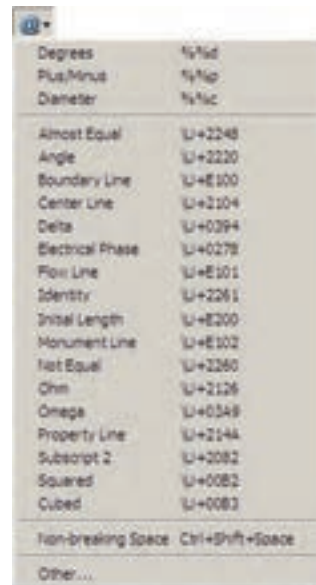 @
Degrees %%d
Plus/Minus %%p
Diameter %%c
Almost Equal \U+2248
Angle \U+2220
Boundary Line \U+E100
Center Line \U+2104
Delta \U+0394
Electrical Phase \U+0278
Flow Line \U+E101
Identity \U+2261
Initial Length \U+E200
Monument Line \U+E102
Not Equal \U+2260
Ohm \U+2126
Omega \U+03A9
Property Line \U+214A
Subscript 2 \U+2082
Squared \U+00B2
Cubed \U+00B3
Non-breaking Space Ctrl+Shift+Space
Other...